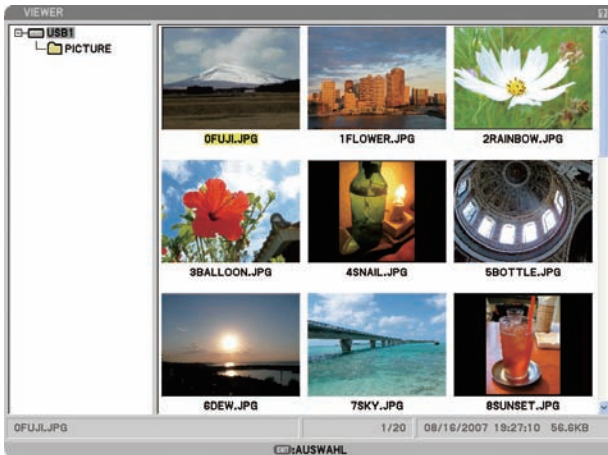 VIEWER
USB1
PICTURE
0FUJI.JPG
1FLOWER.JPG
2RAINBOW.JPG
3BALLOON.JPG
4SNAIL.JPG
5BOTTLE.JPG
6DEW.JPG
7SKY.JPG
8SUNSET.JPG
0FUJI.JPG 1/20 08/16/2007 19:27:10 56.6KB
EXIT:AUSWAHL